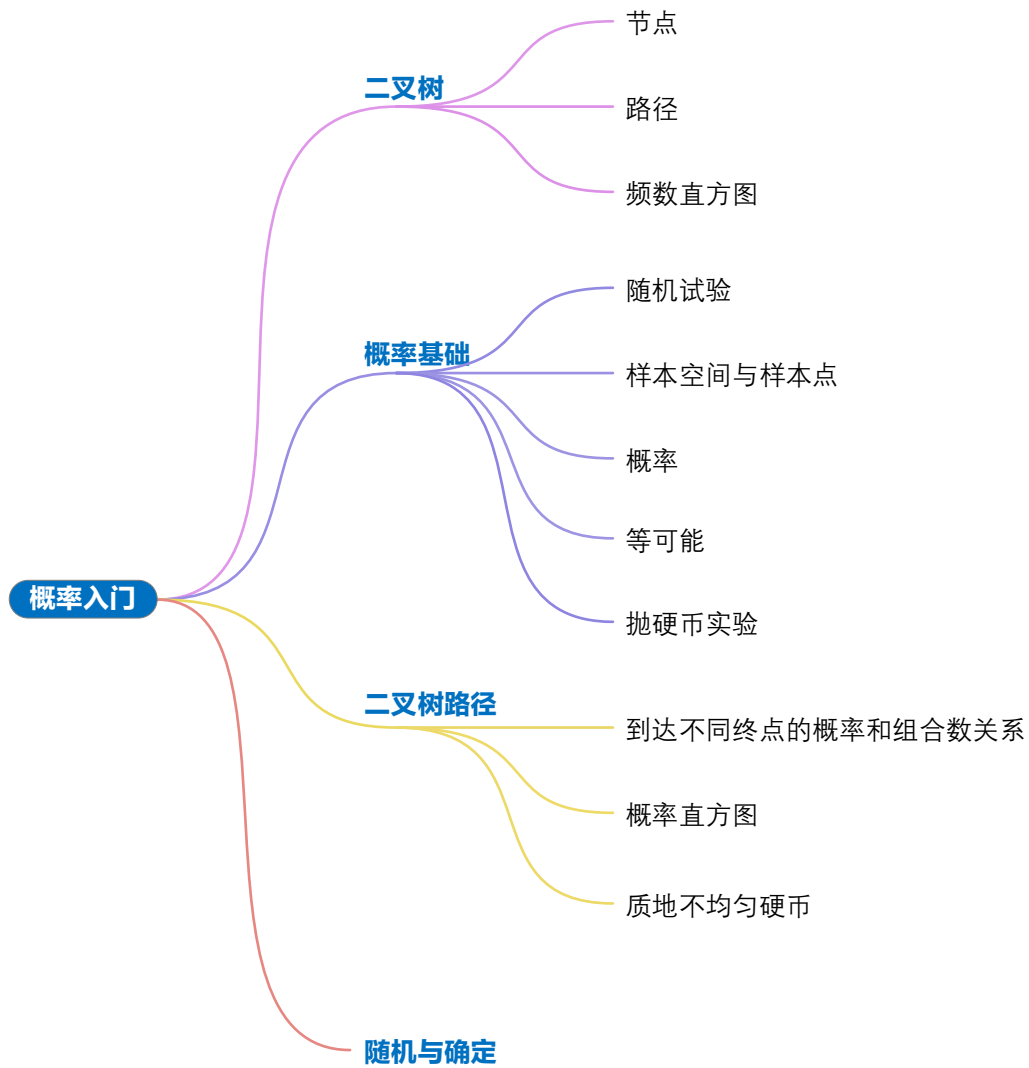 概率入门
二叉树
节点
路径
频数直方图
概率基础
随机试验
样本空间与样本点
概率
等可能
抛硬币实验
二叉树路径
到达不同终点的概率和组合数关系
概率直方图
质地不均匀硬币
随机与确定